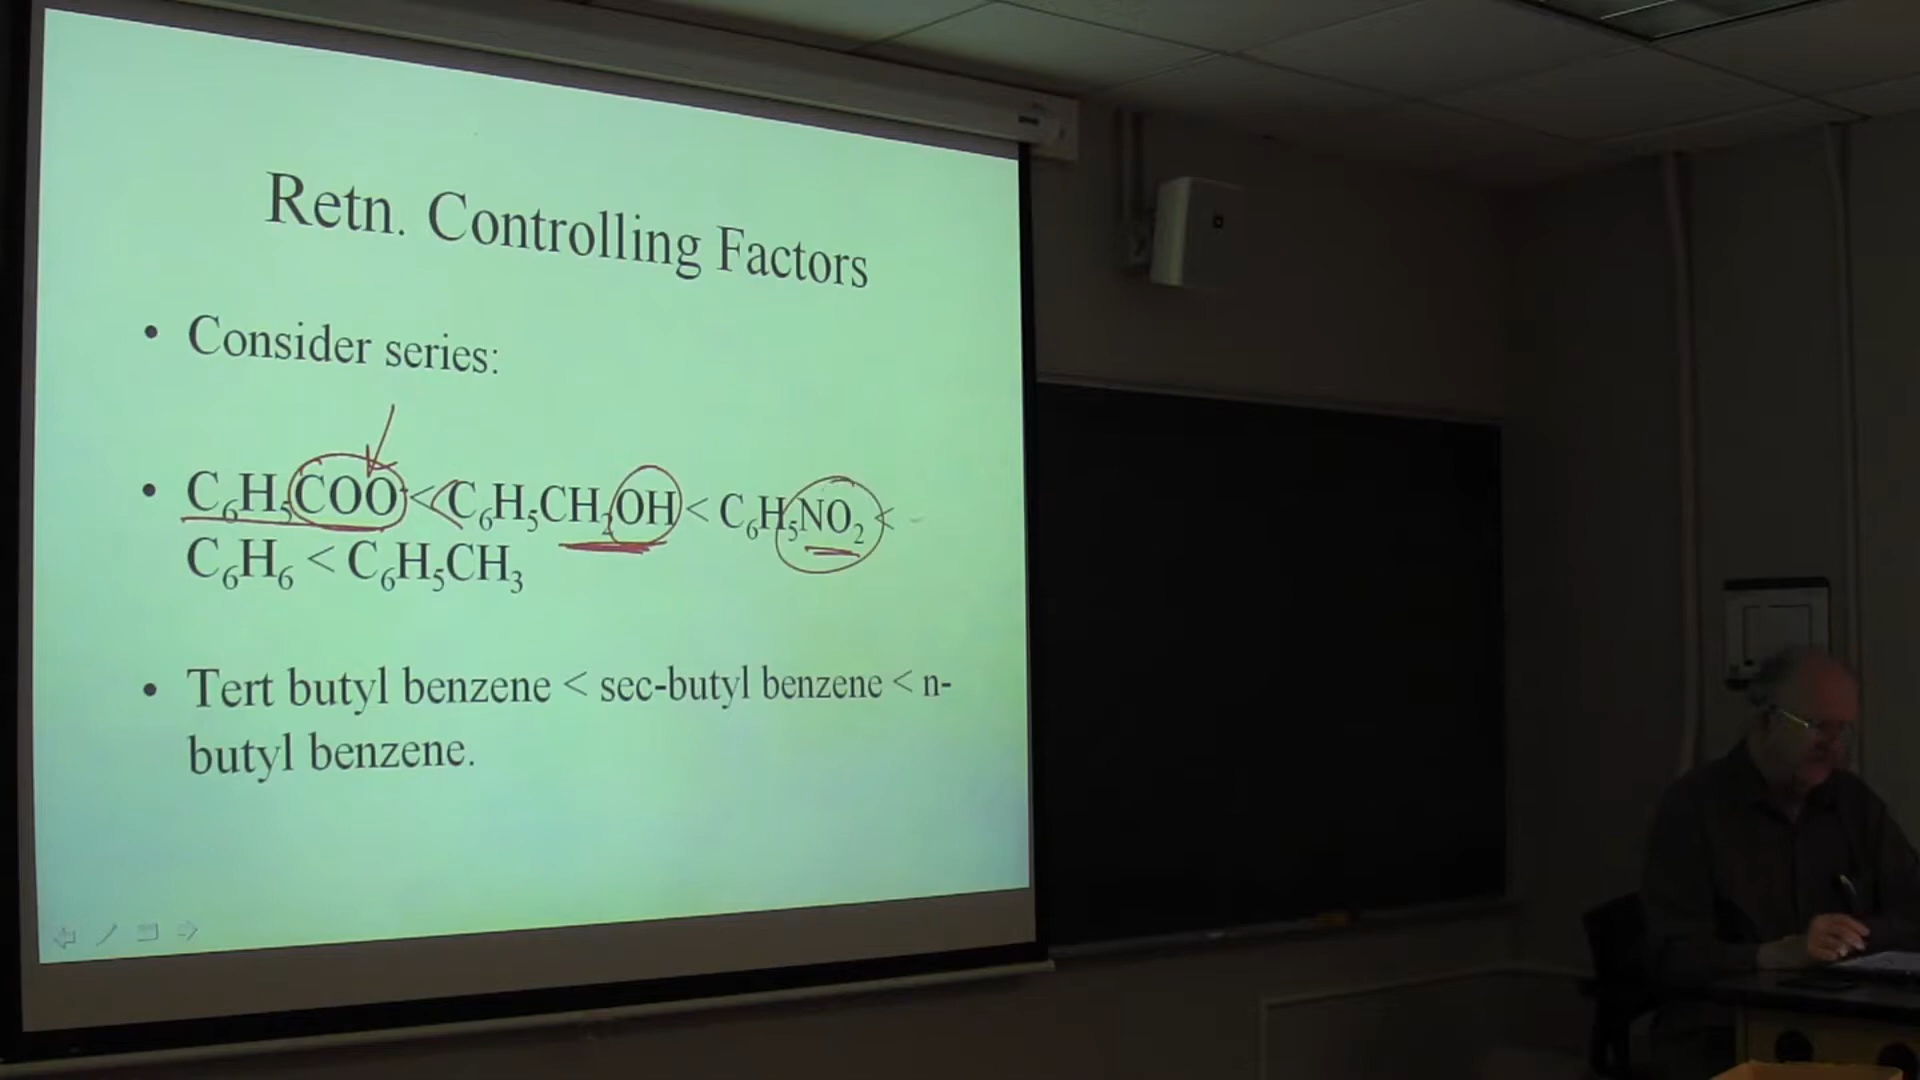 Retn. Controlling Factors
• Consider series:
• C₆H₅COO⁻ < C₆H₅CH₂OH < C₆H₅NO₂ <
C₆H₆ < C₆H₅CH₃
• Tert butyl benzene < sec-butyl benzene < n-
butyl benzene.